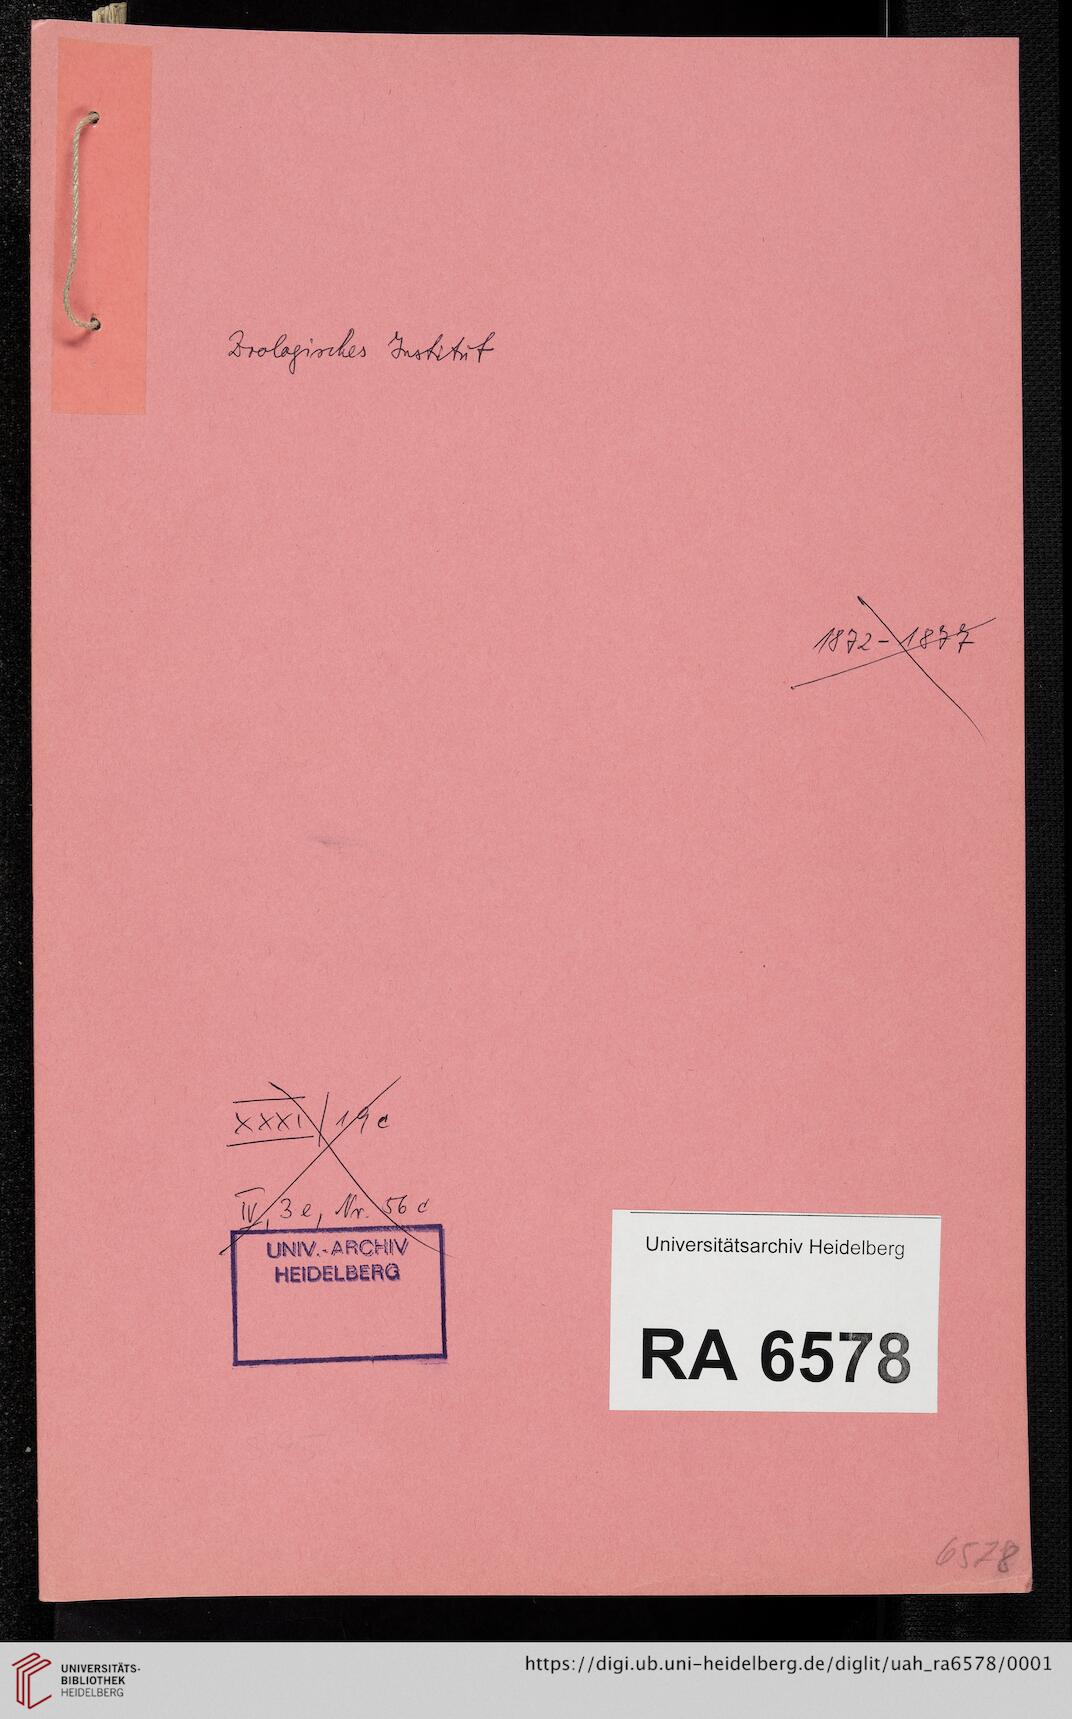 Zoologisches Institut
1872-1877
XXXI/19c
IV, 3e, Nr. 56c
UNIV.-ARCHIV
HEIDELBERG
Universitätsarchiv Heidelberg
RA 6578
6578
UNIVERSITÄTS-
BIBLIOTHEK
HEIDELBERG
https://digi.ub.uni-heidelberg.de/diglit/uah_ra6578/0001